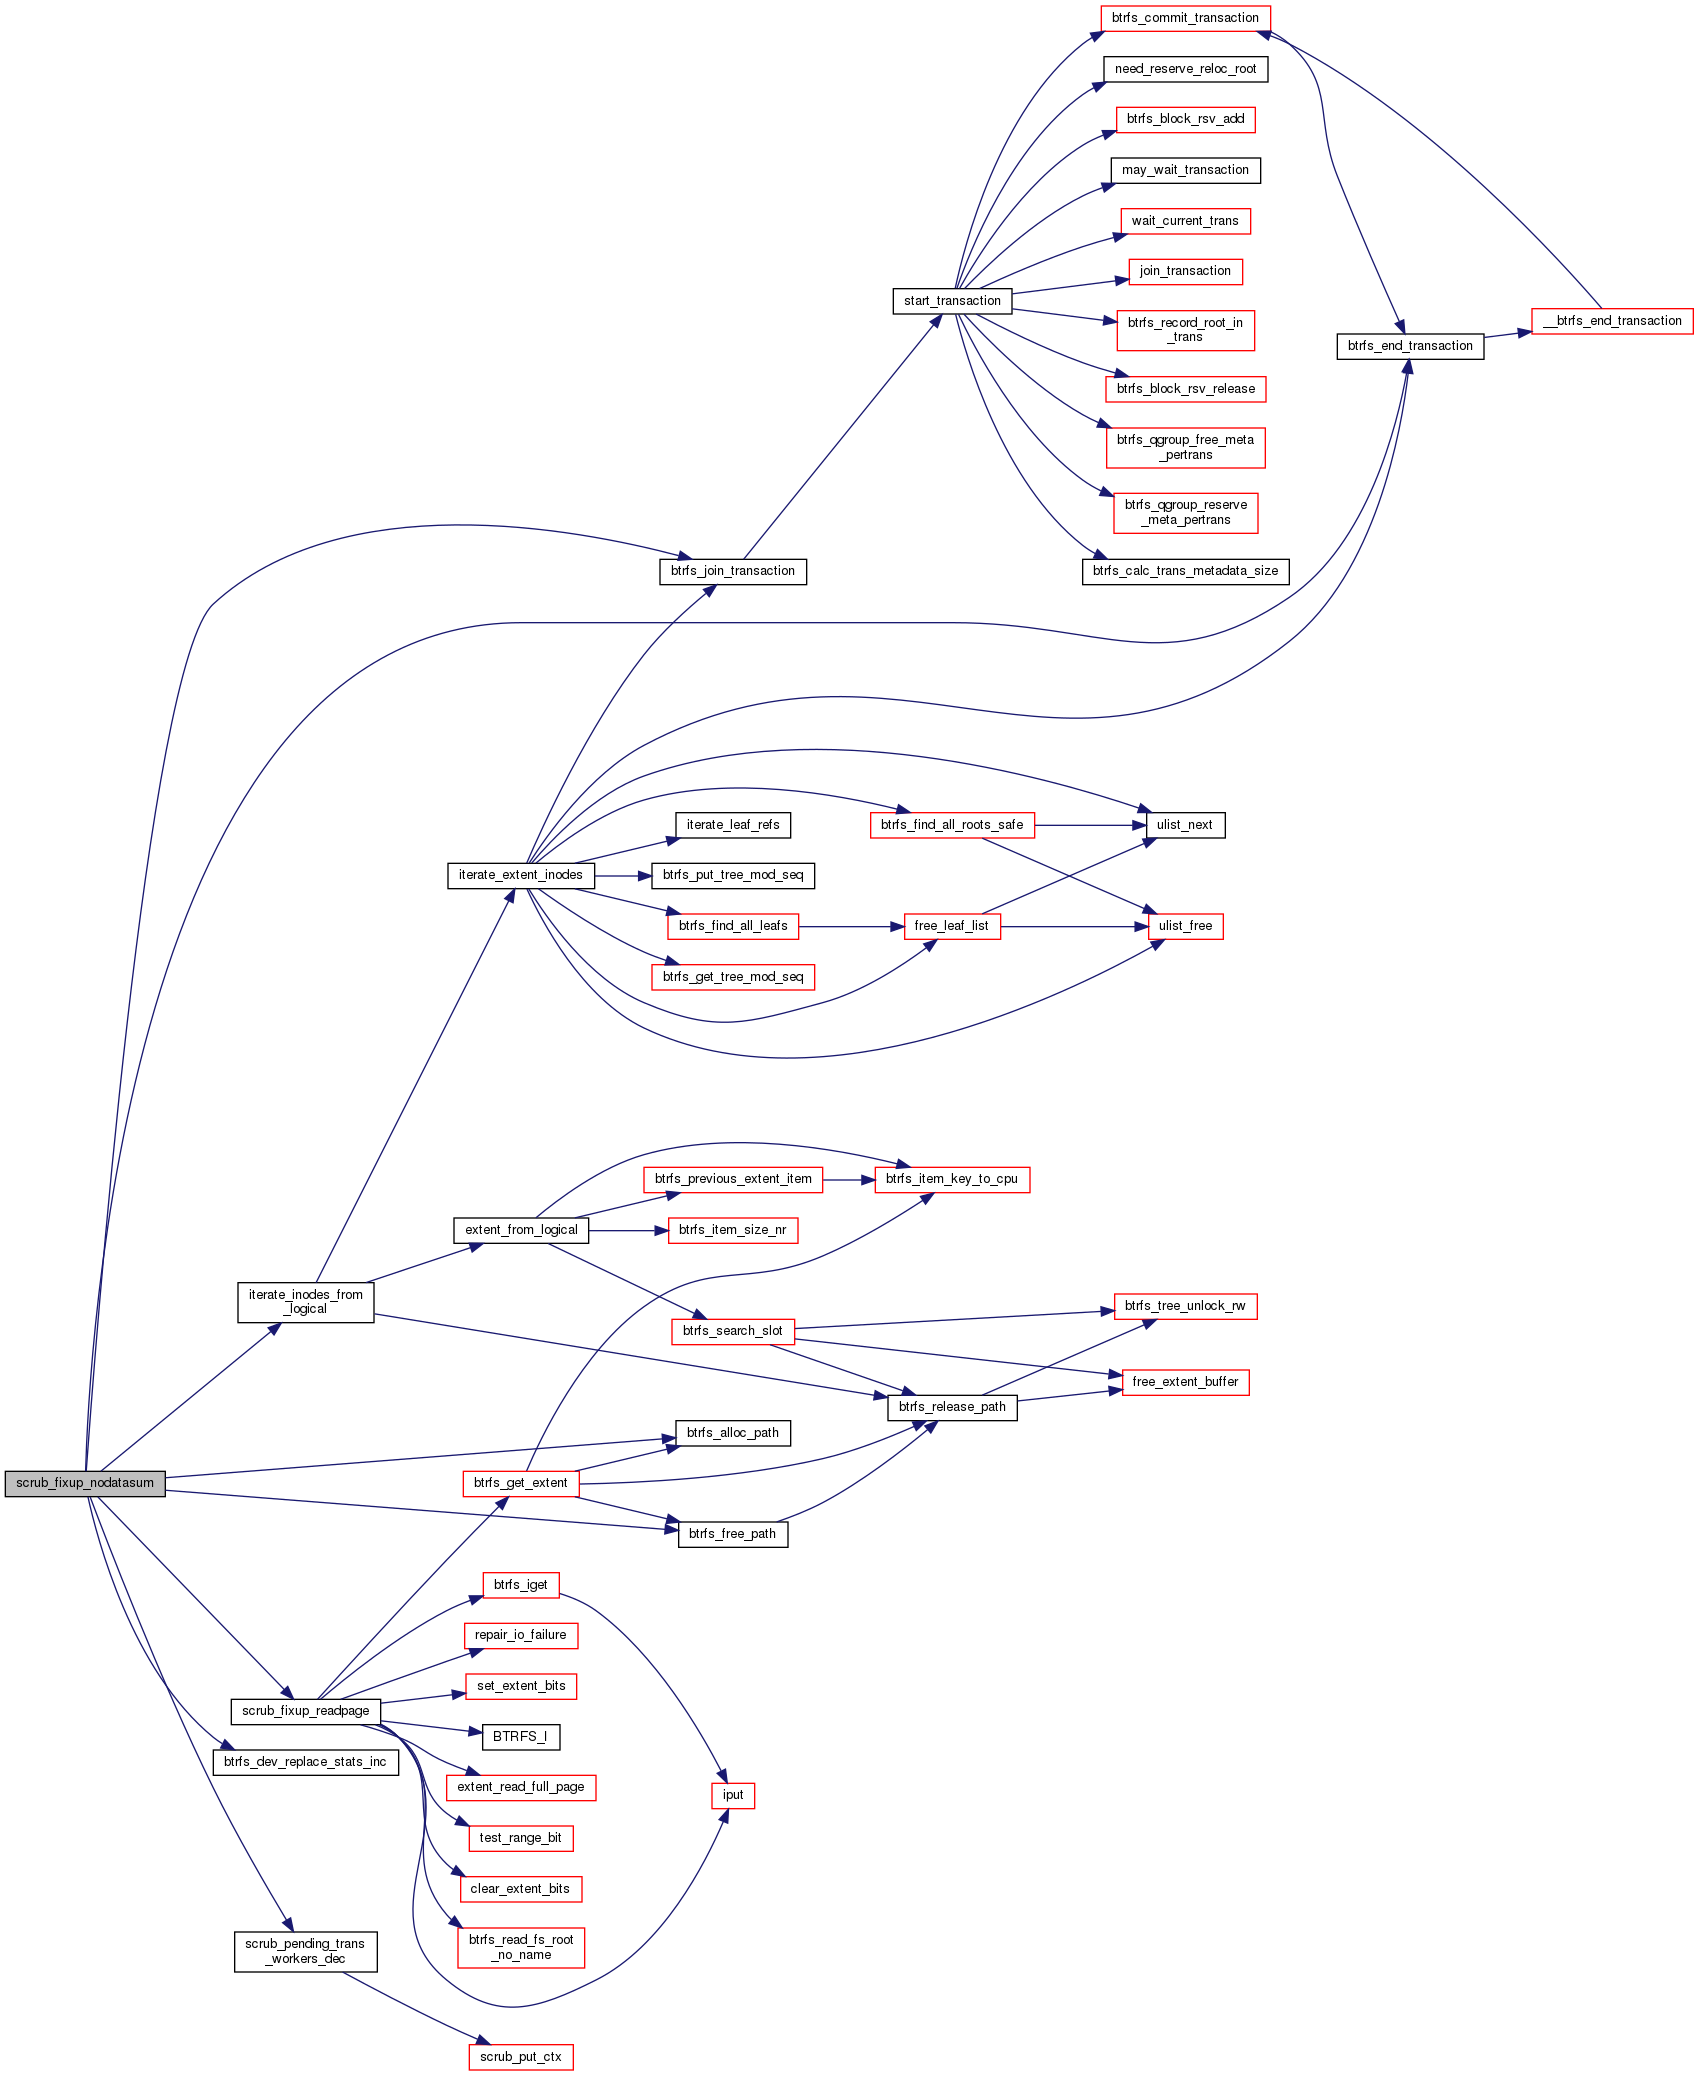 btrfs_commit_transaction
need_reserve_reloc_root
btrfs_block_rsv_add
may_wait_transaction
wait_current_trans
join_transaction
start_transaction
btrfs_record_root_in
_trans
__btrfs_end_transaction
btrfs_end_transaction
btrfs_block_rsv_release
btrfs_qgroup_free_meta
_pertrans
btrfs_qgroup_reserve
_meta_pertrans
btrfs_join_transaction
btrfs_calc_trans_metadata_size
iterate_leaf_refs
btrfs_find_all_roots_safe
ulist_next
iterate_extent_inodes
btrfs_put_tree_mod_seq
btrfs_find_all_leafs
free_leaf_list
ulist_free
btrfs_get_tree_mod_seq
btrfs_previous_extent_item
btrfs_item_key_to_cpu
extent_from_logical
btrfs_item_size_nr
iterate_inodes_from
_logical
btrfs_tree_unlock_rw
btrfs_search_slot
free_extent_buffer
btrfs_release_path
btrfs_alloc_path
scrub_fixup_nodatasum
btrfs_get_extent
btrfs_free_path
btrfs_iget
repair_io_failure
set_extent_bits
scrub_fixup_readpage
BTRFS_I
btrfs_dev_replace_stats_inc
extent_read_full_page
iput
test_range_bit
clear_extent_bits
btrfs_read_fs_root
_no_name
scrub_pending_trans
_workers_dec
scrub_put_ctx